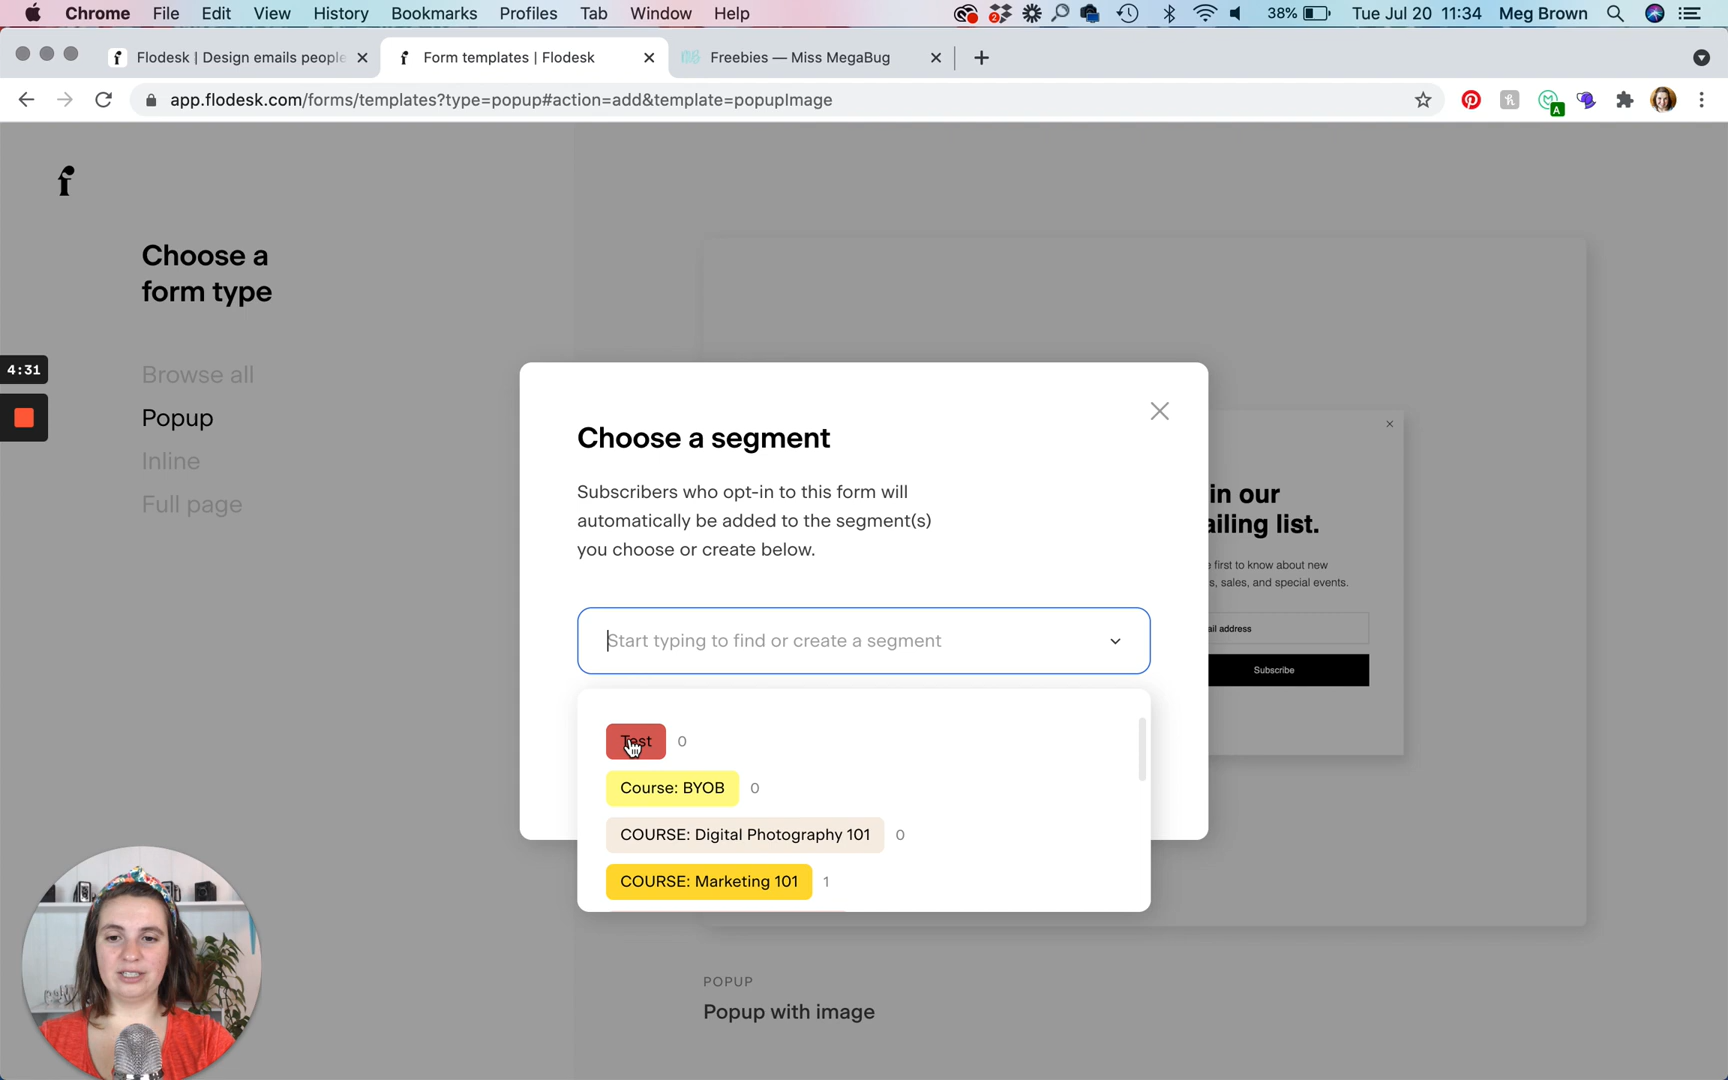 Chrome File Edit View History Bookmarks Profiles Tab Window Help 2 38% Tue Jul 20 11:34 Meg Brown
Flodesk | Design emails people
Form templates | Flodesk
Freebies — Miss MegaBug
app.flodesk.com/forms/templates?type=popup#action=add&template=popupImage
A
Choose a
form type
Browse all
Popup
Inline
Full page
4:31
Choose a segment
Subscribers who opt-in to this form will
automatically be added to the segment(s)
you choose or create below.
Start typing to find or create a segment
Test 0
Course: BYOB 0
COURSE: Digital Photography 101 0
COURSE: Marketing 101 1
in our
ailing list.
first to know about new
s, sales, and special events.
ail address
Subscribe
POPUP
Popup with image